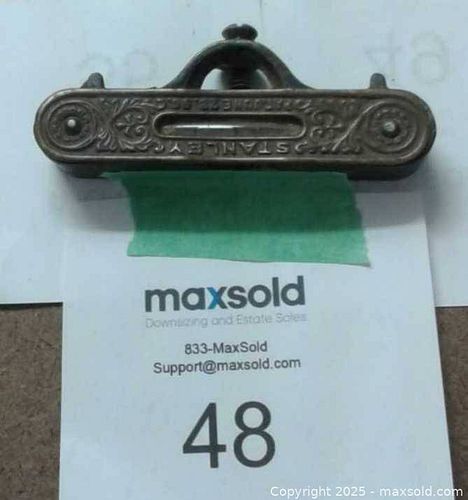 STANLEY
maxsold
Downsizing and Estate Sales
833-MaxSold
Support@maxsold.com
48
Copyright 2025 - maxsold.com